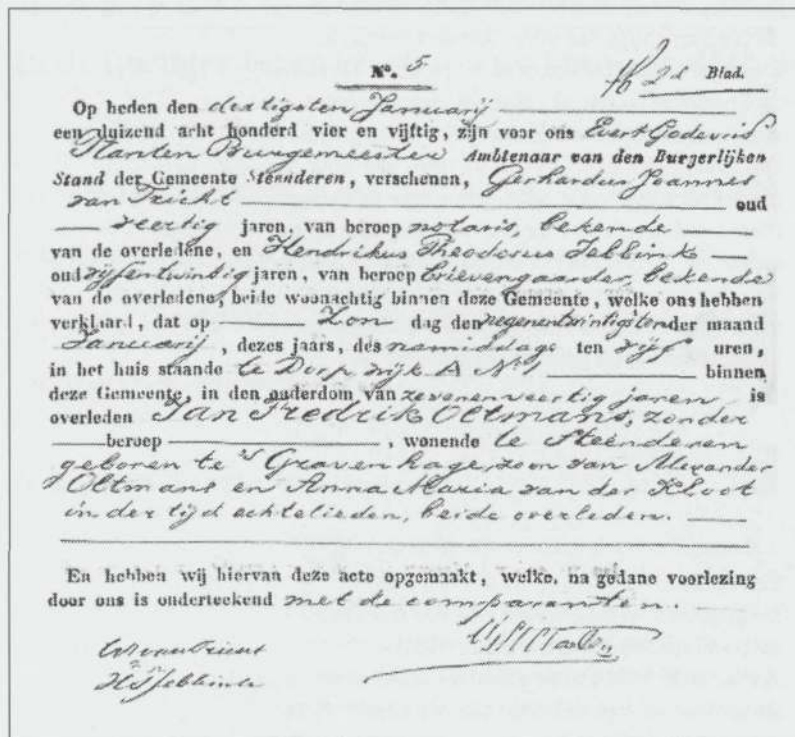 Nº. 5
2e Blad.
Op heden den dertigsten Januarij
een duizend acht honderd vier en vijftig, zijn voor ons Evert Godevrid
Planten Burgemeester Ambtenaar van den Burgerlijken
Stand der Gemeente Steenderen, verschenen, Gerhardus Joannes
van Tricht oud
veertig jaren, van beroep notaris, bekende
van de overledene, en Hendrikus Theodorus Jebbink
oud vijfentwintig jaren, van beroep brievengaarder, bekende
van de overledene, beide woonachtig binnen deze Gemeente, welke ons hebben
verklaard, dat op Zon dag den negenentwintigsten der maand
Januarij, dezes jaars, des namiddags ten vijf uren,
in het huis staande te Dorp wijk A Nº 1 binnen
deze Gemeente, in den ouderdom van zevenenveertig jaren is
overleden Jan Fredrik Oltmans, zonder
beroep, wonende te Steenderen
geboren te 's Gravenhage, zoon van Alexander
Oltmans en Anna Maria van der Kloot
in der tijd echtelieden, beide overleden.
En hebben wij hiervan deze acte opgemaakt, welke, na gedane voorlezing
door ons is onderteekend met de comparanten.
van Tricht
HTJebbink